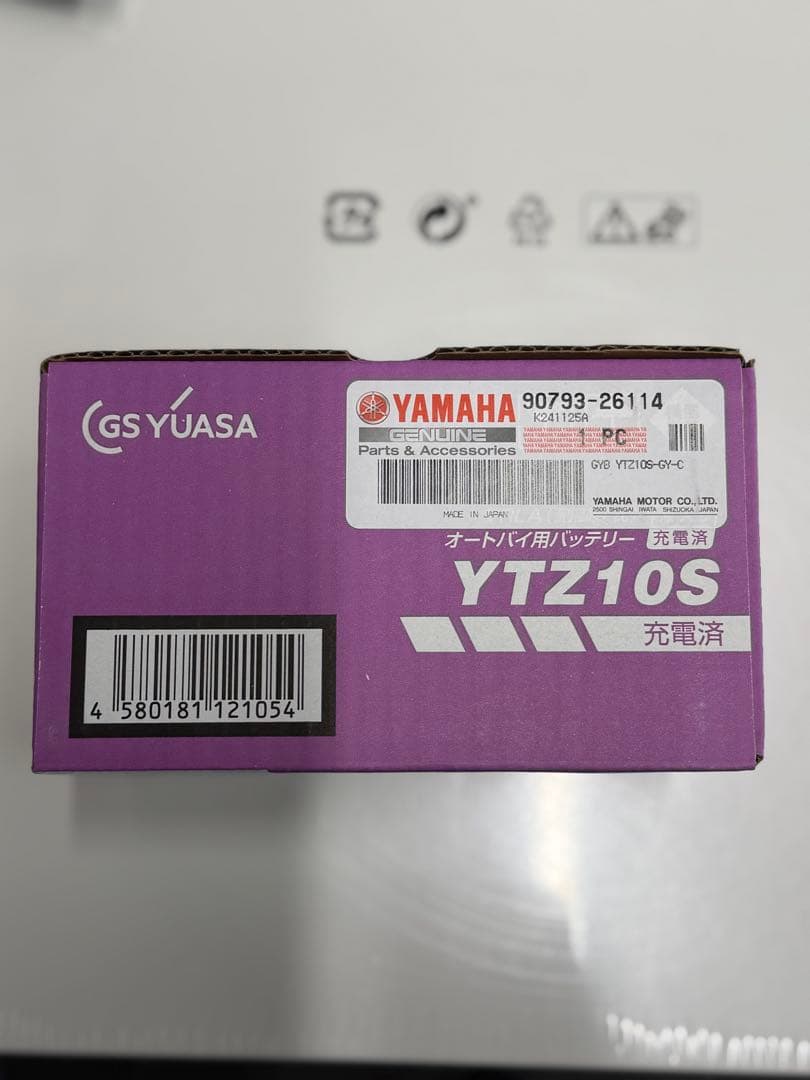 GS YUASA
YAMAHA 90793-26114
K241125A
GENUINE
1 PC
Parts & Accessories
GYB YTZ10S-GY-C
YAMAHA MOTOR CO.,LTD.
2500 SHINGAI IWATA SHIZUOKA JAPAN
MADE IN JAPAN
オートバイ用バッテリー 充電済
YTZ10S
充電済
4 580181 121054